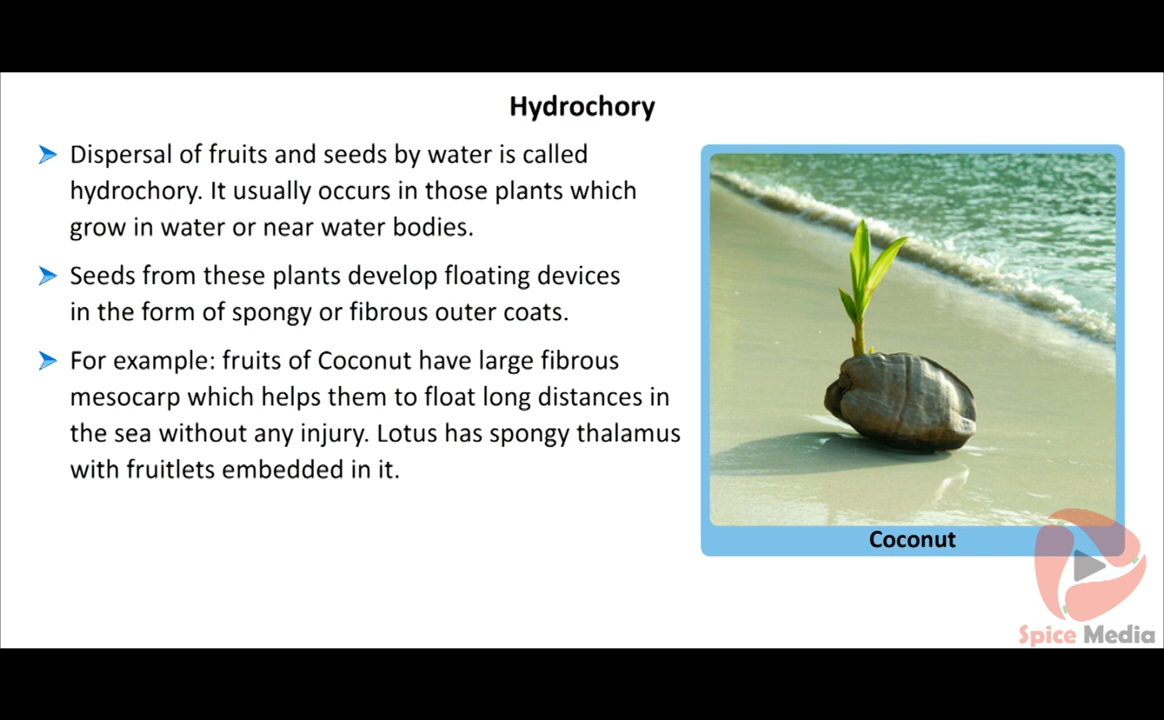 Hydrochory
Dispersal of fruits and seeds by water is called
hydrochory. It usually occurs in those plants which
grow in water or near water bodies.
Seeds from these plants develop floating devices
in the form of spongy or fibrous outer coats.
For example: fruits of Coconut have large fibrous
mesocarp which helps them to float long distances in
the sea without any injury. Lotus has spongy thalamus
with fruitlets embedded in it.
Coconut
Spice Media